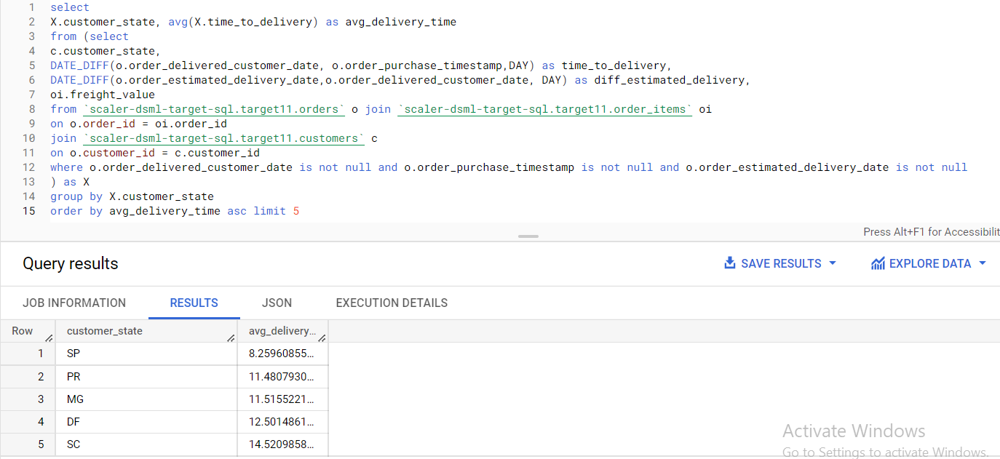 1 select
2 X.customer_state, avg(X.time_to_delivery) as avg_delivery_time
3 from (select
4 c.customer_state,
5 DATE_DIFF(o.order_delivered_customer_date, o.order_purchase_timestamp,DAY) as time_to_delivery,
6 DATE_DIFF(o.order_estimated_delivery_date,o.order_delivered_customer_date, DAY) as diff_estimated_delivery,
7 oi.freight_value
8 from `scaler-dsml-target-sql.target11.orders` o join `scaler-dsml-target-sql.target11.order_items` oi
9 on o.order_id = oi.order_id
10 join `scaler-dsml-target-sql.target11.customers` c
11 on o.customer_id = c.customer_id
12 where o.order_delivered_customer_date is not null and o.order_purchase_timestamp is not null and o.order_estimated_delivery_date is not null
13 ) as X
14 group by X.customer_state
15 order by avg_delivery_time asc limit 5
Press Alt+F1 for Accessibilit
Query results
SAVE RESULTS
EXPLORE DATA
JOB INFORMATION RESULTS JSON EXECUTION DETAILS
Row customer_state avg_delivery...
1 SP 8.25960855...
2 PR 11.4807930...
3 MG 11.5155221...
4 DF 12.5014861...
5 SC 14.5209858...
Activate Windows
Go to Settings to activate Windows.